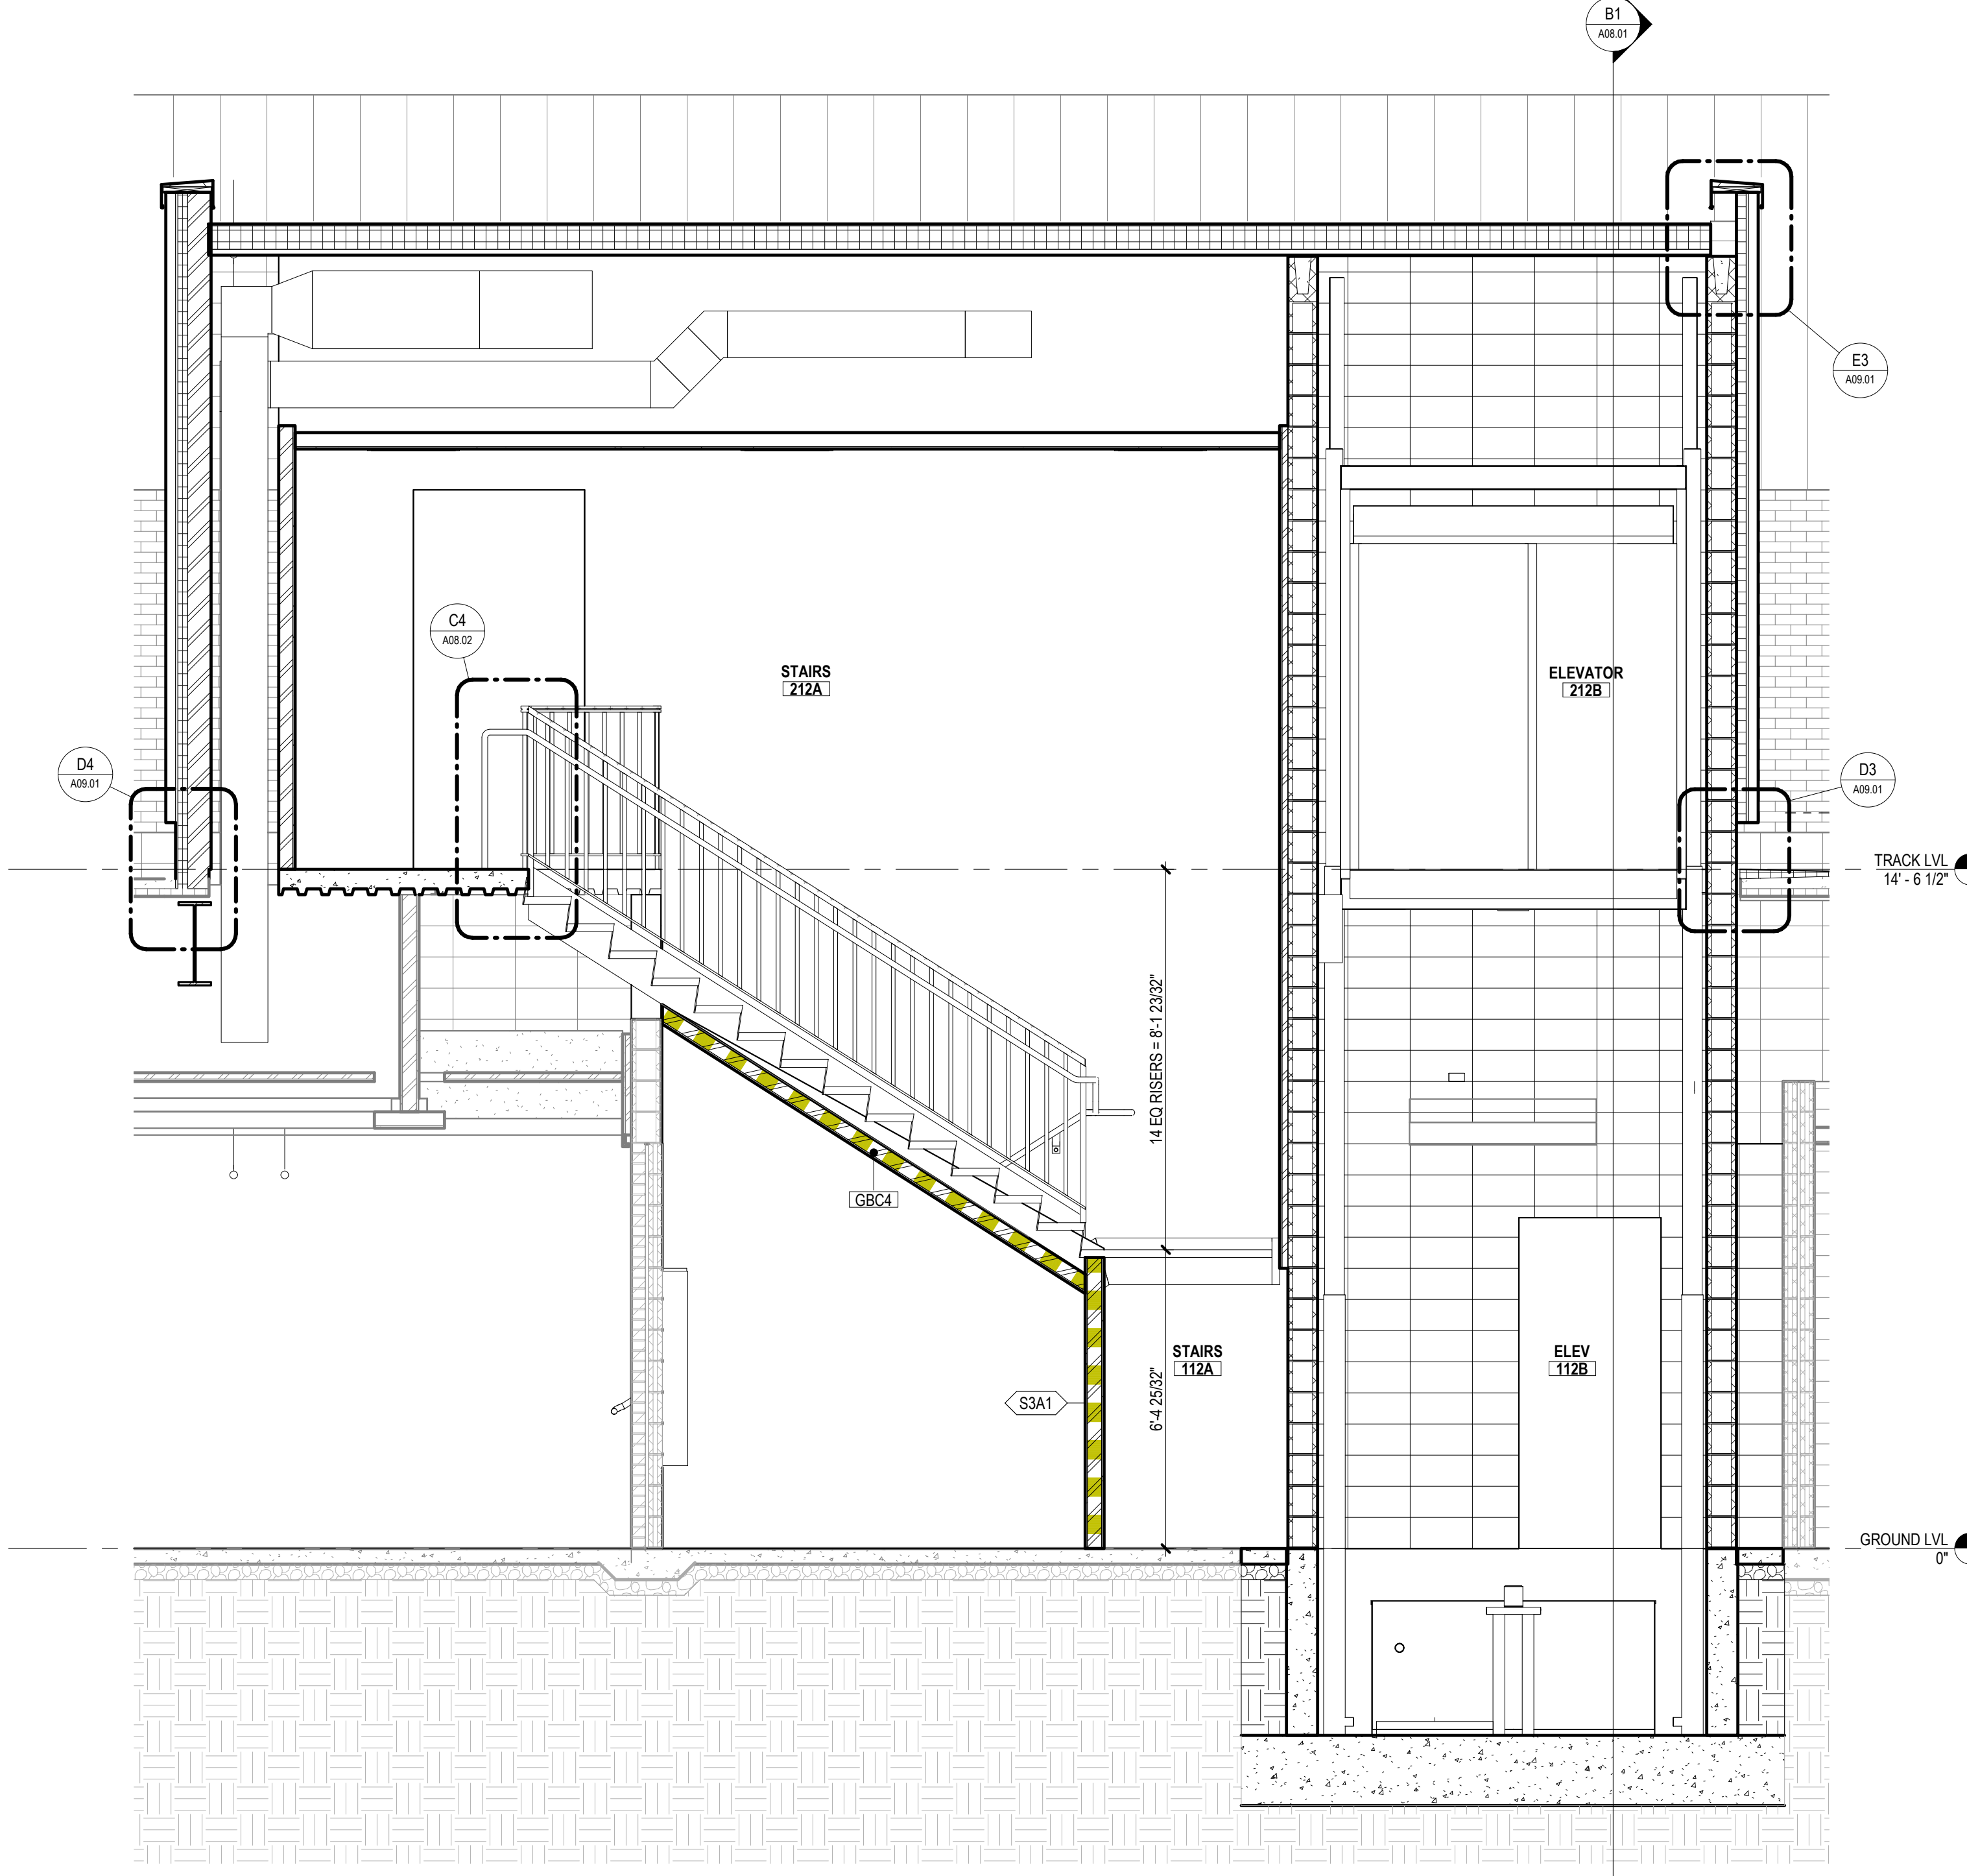 B1
A08.01
E3
A09.01
C4
A08.02
STAIRS
212A
ELEVATOR
212B
D4
A09.01
D3
A09.01
TRACK LVL
14' - 6 1/2"
14 EQ RISERS = 8'-1 23/32"
GBC4
STAIRS
112A
ELEV
112B
S3A1
6'-4 25/32"
GROUND LVL
0"